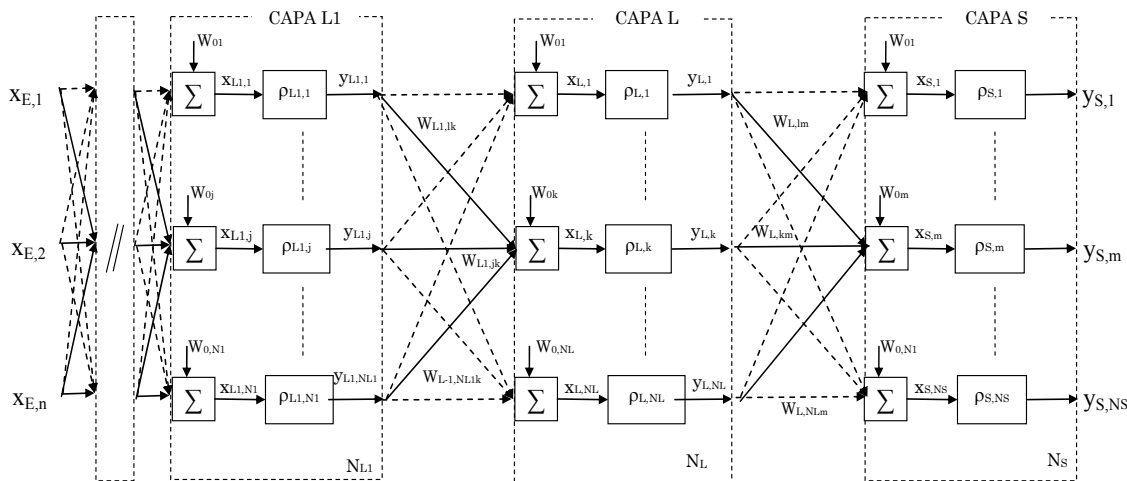 CAPA L1 CAPA L CAPA S
W01 W01 W01
xE,1 ∑ xL1,1 ρL1,1 yL1,1 ∑ xL,1 ρL,1 yL,1 ∑ xS,1 ρS,1 yS,1
WL1,lk WL,lm
W0j W0k W0m
xE,2 // ∑ xL1,j ρL1,j yL1,j ∑ xL,k ρL,k yL,k WL,km ∑ xS,m ρS,m yS,m
WL1,jk
W0,N1 W0,NL W0,N1
xE,n ∑ xL1,N1 ρL1,N1 yL1,NL1 WL-1,NL1k ∑ xL,NL ρL,NL yL,NL WL,NLm ∑ xS,NS ρS,NS yS,NS
NL1 NL NS